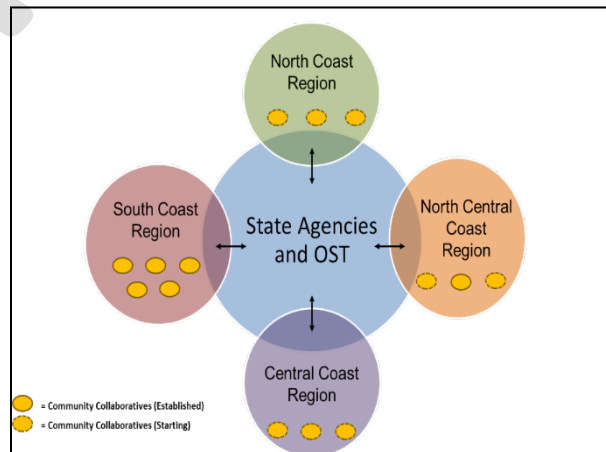 North Coast
Region
South Coast
Region
State Agencies
and OST
North Central
Coast
Region
Central Coast
Region
= Community Collaboratives (Established)
= Community Collaboratives (Starting)